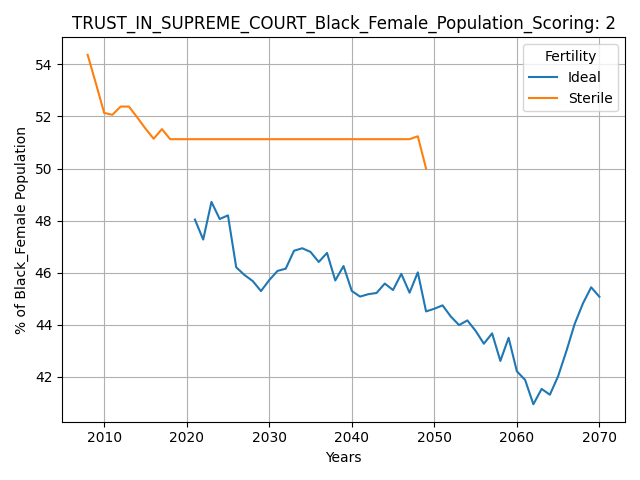 TRUST_IN_SUPREME_COURT_Black_Female_Population_Scoring: 2
Fertility
Ideal
Sterile
% of Black_Female Population
54
52
50
48
46
44
42
2010 2020 2030 2040 2050 2060 2070
Years